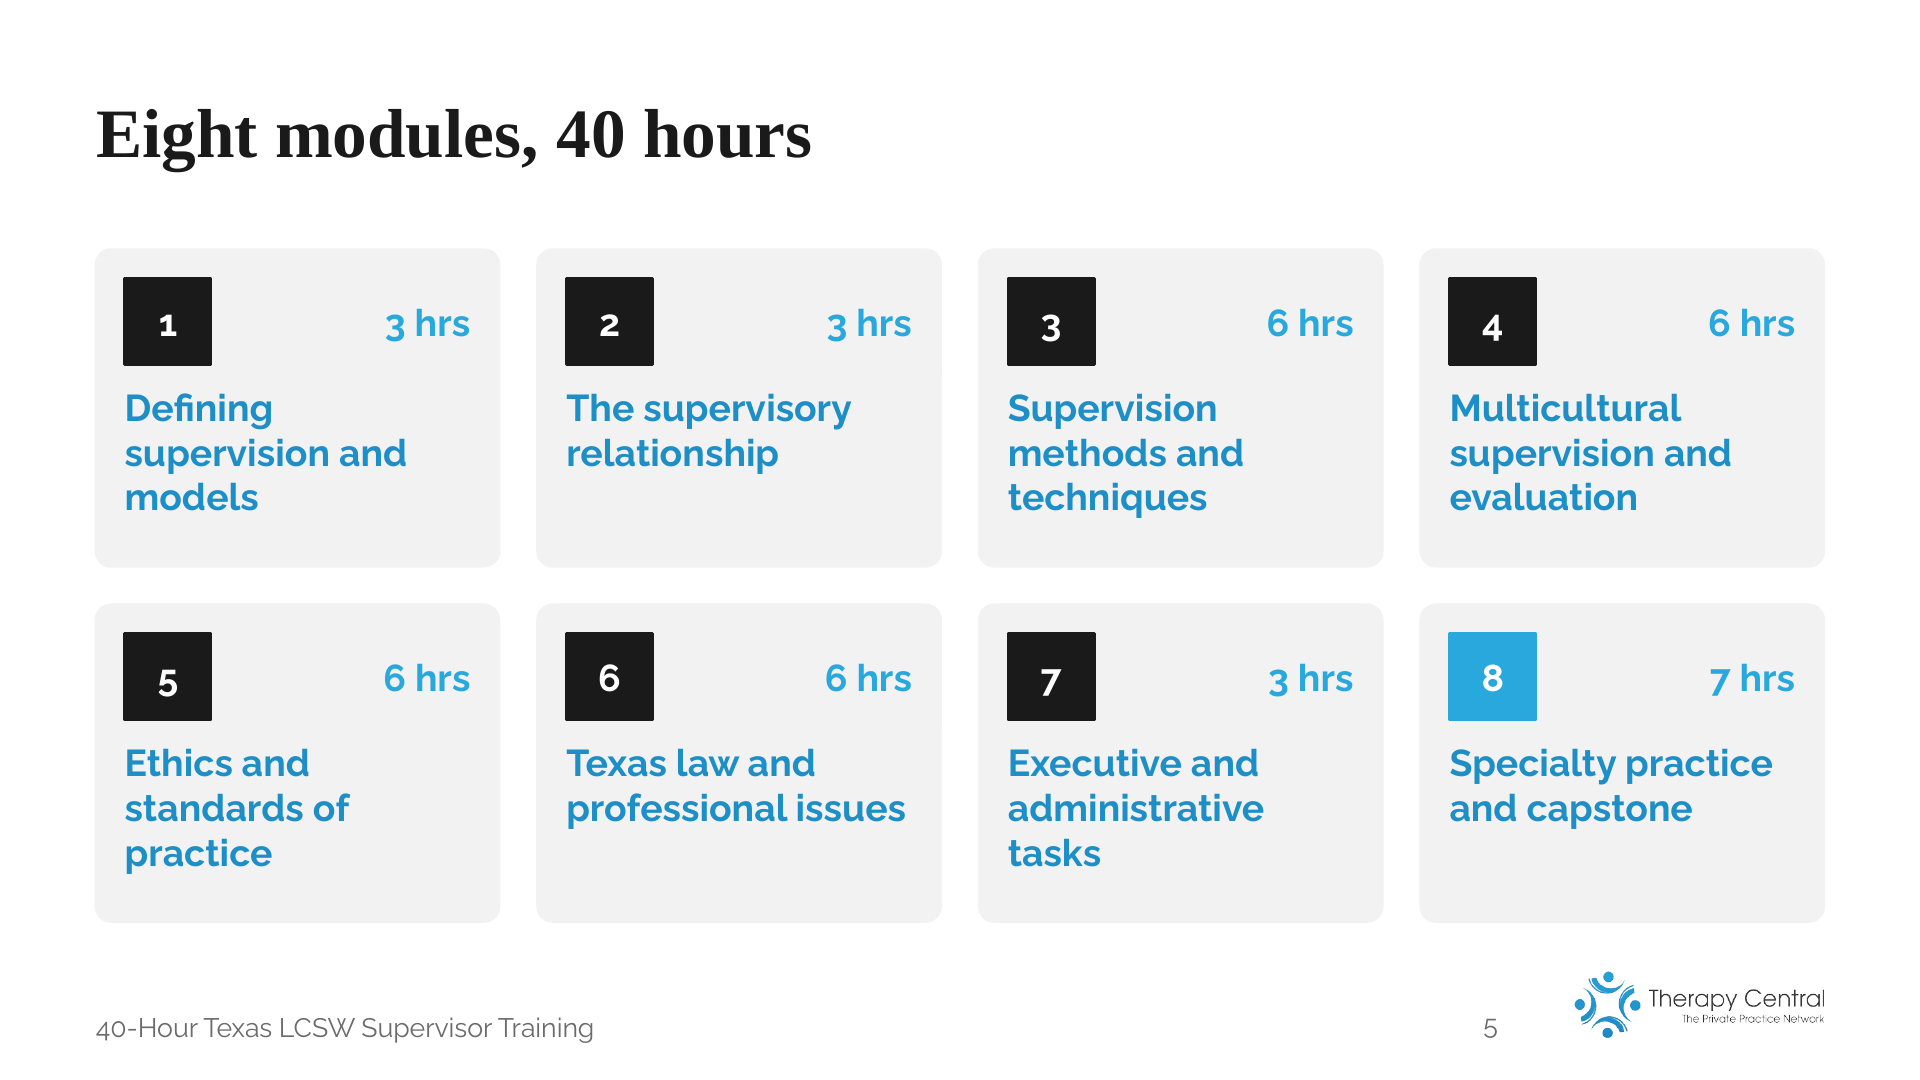 Eight modules, 40 hours
1
3 hrs
Defining
supervision and
models
2
3 hrs
The supervisory
relationship
3
6 hrs
Supervision
methods and
techniques
4
6 hrs
Multicultural
supervision and
evaluation
5
6 hrs
Ethics and
standards of
practice
6
6 hrs
Texas law and
professional issues
7
3 hrs
Executive and
administrative
tasks
8
7 hrs
Specialty practice
and capstone
40-Hour Texas LCSW Supervisor Training
5
Therapy Central
The Private Practice Network